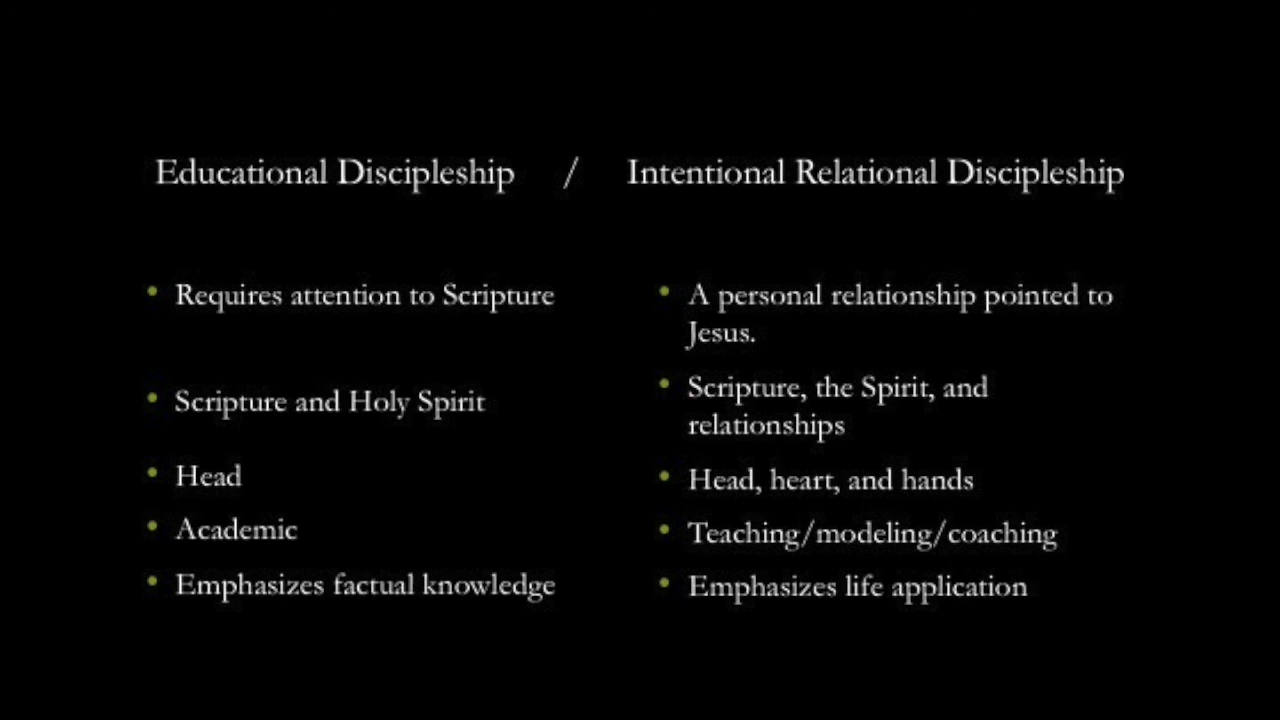 Educational Discipleship / Intentional Relational Discipleship
• Requires attention to Scripture
• Scripture and Holy Spirit
• Head
• Academic
• Emphasizes factual knowledge
• A personal relationship pointed to
Jesus.
• Scripture, the Spirit, and
relationships
• Head, heart, and hands
• Teaching/modeling/coaching
• Emphasizes life application